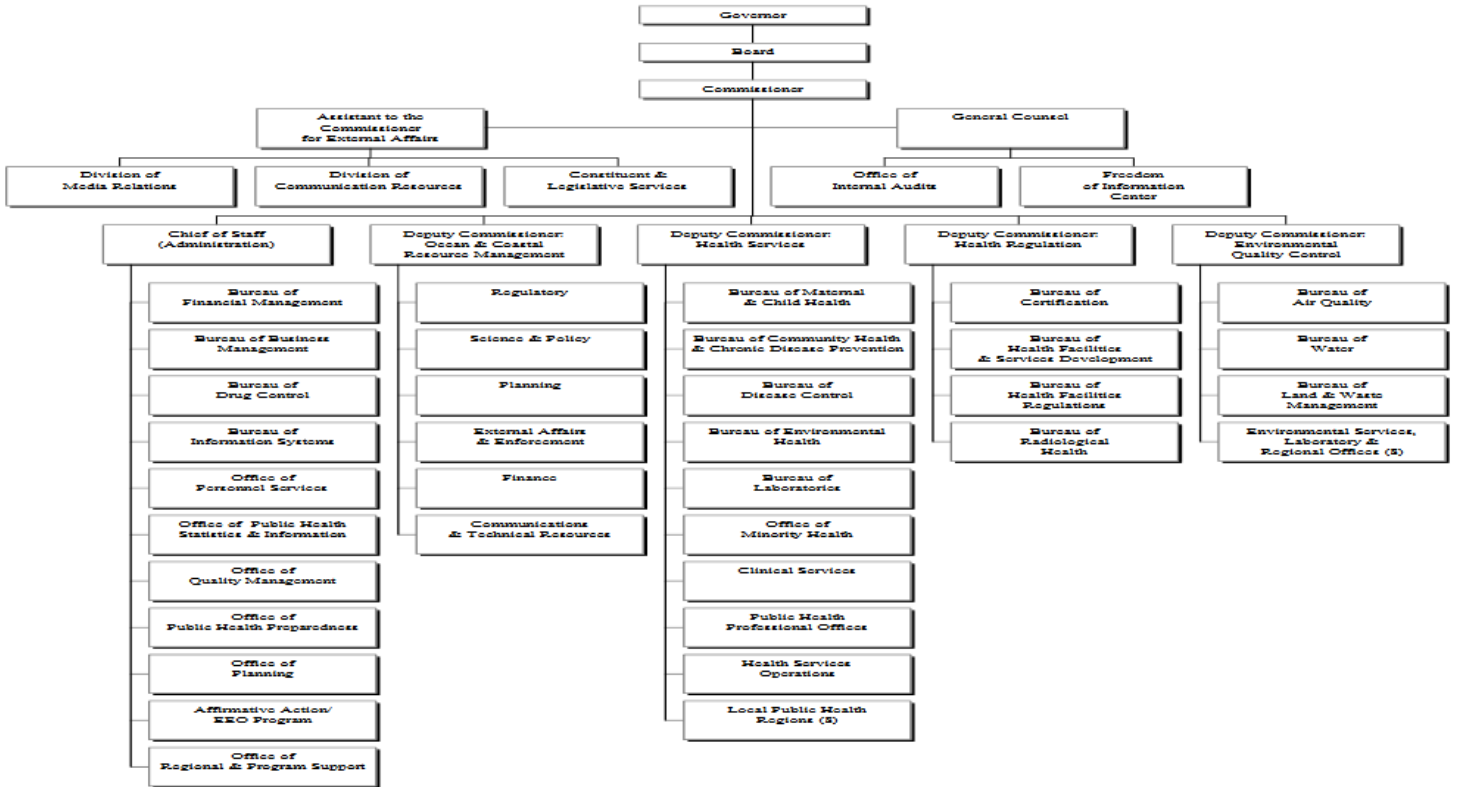 Governor
Board
Commissioner
Assistant to the
Commissioner
for External Affairs
General Counsel
Division of
Media Relations
Division of
Communication Resources
Constituent &
Legislative Services
Office of
Internal Audits
Freedom
of Information
Center
Chief of Staff
(Administration)
Bureau of
Financial Management
Bureau of Business
Management
Bureau of
Drug Control
Bureau of
Information Systems
Office of
Personnel Services
Office of Public Health
Statistics & Information
Office of
Quality Management
Office of
Public Health Preparedness
Office of
Planning
Affirmative Action/
EEO Program
Office of
Regional & Program Support
Deputy Commissioner:
Ocean & Coastal
Resource Management
Regulatory
Science & Policy
Planning
External Affairs
& Enforcement
Finance
Communications
& Technical Resources
Deputy Commissioner:
Health Services
Bureau of Maternal
& Child Health
Bureau of Community Health
& Chronic Disease Prevention
Bureau of
Disease Control
Bureau of Environmental
Health
Bureau of
Laboratories
Office of
Minority Health
Clinical Services
Public Health
Professional Offices
Health Services
Operations
Local Public Health
Regions (8)
Deputy Commissioner:
Health Regulation
Bureau of
Certification
Bureau of
Health Facilities
& Services Development
Bureau of
Health Facilities
Regulations
Bureau of
Radiological
Health
Deputy Commissioner:
Environmental
Quality Control
Bureau of
Air Quality
Bureau of
Water
Bureau of
Land & Waste
Management
Environmental Services,
Laboratory &
Regional Offices (8)